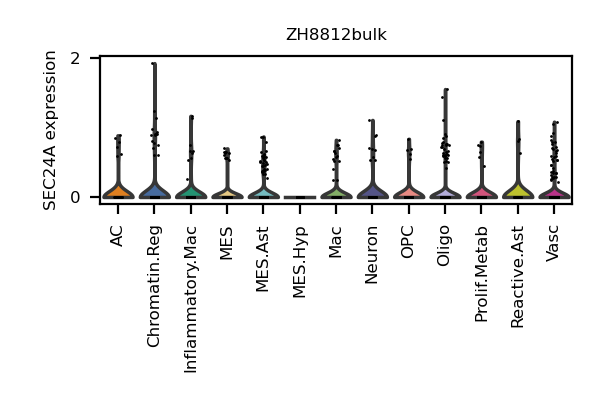 ZH8812bulk
SEC24A expression
2
0
AC
Chromatin.Reg
Inflammatory.Mac
MES
MES.Ast
MES.Hyp
Mac
Neuron
OPC
Oligo
Prolif.Metab
Reactive.Ast
Vasc